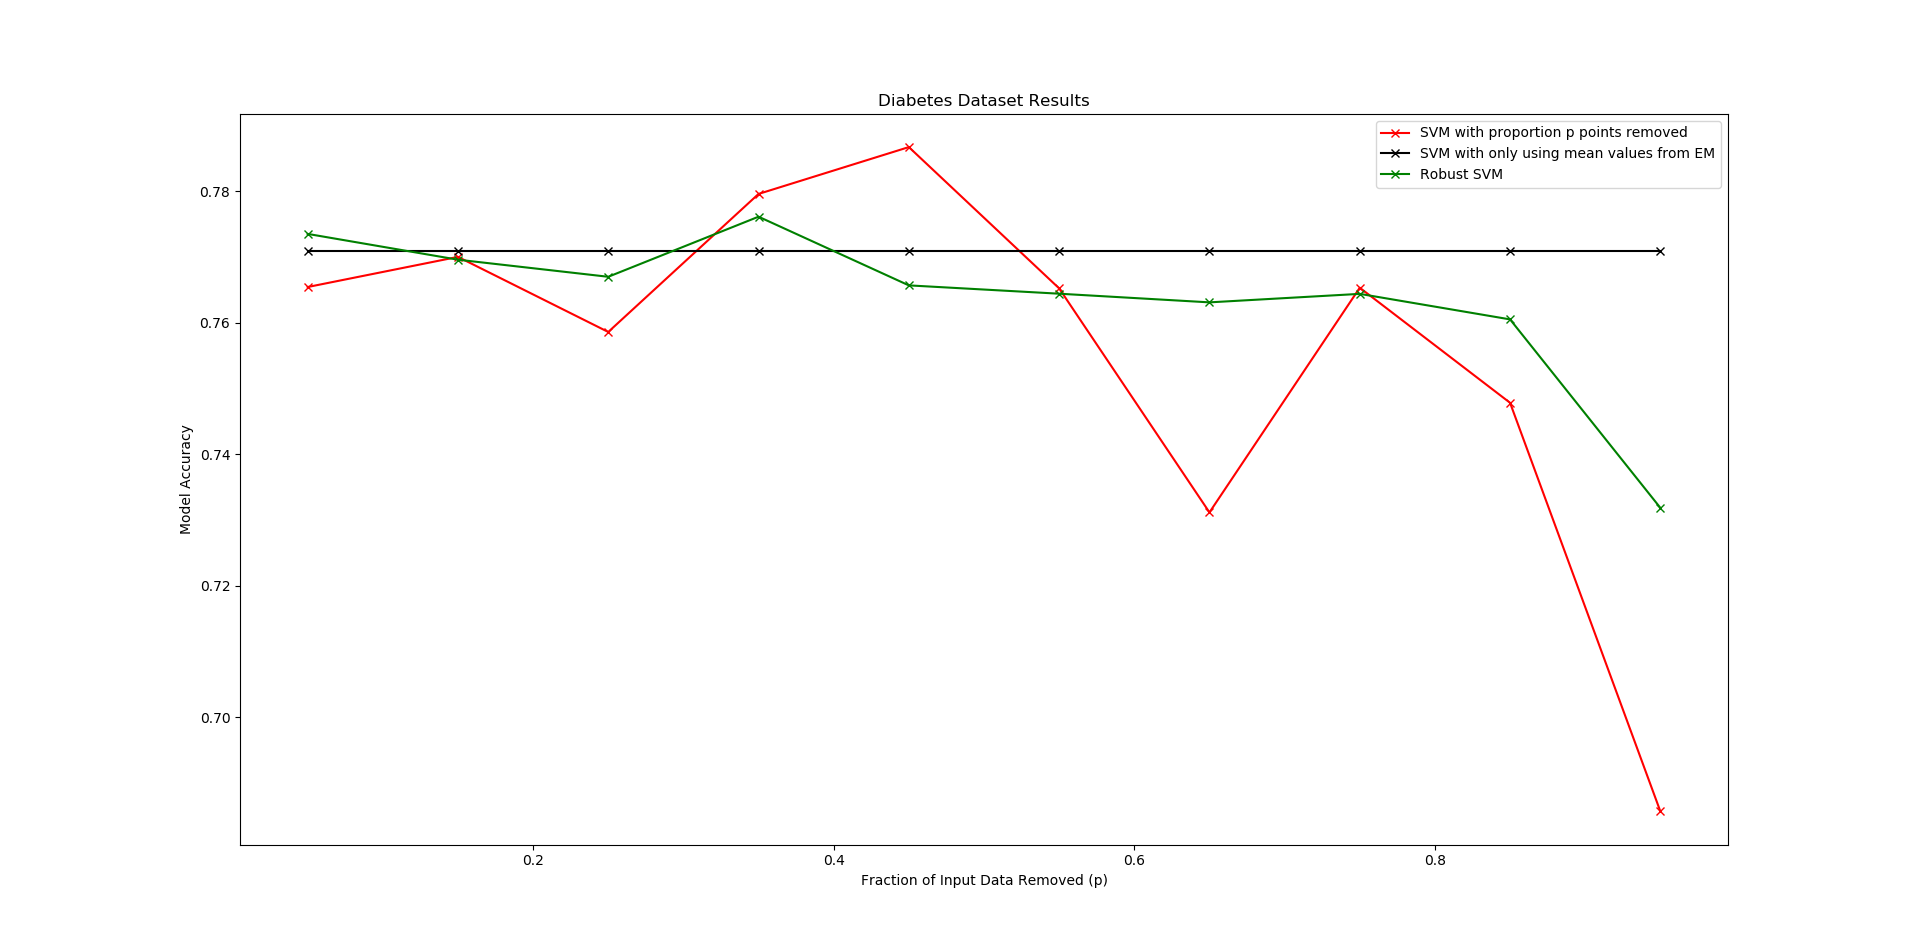 Diabetes Dataset Results
SVM with proportion p points removed
SVM with only using mean values from EM
Robust SVM
Model Accuracy
0.78
0.76
0.74
0.72
0.70
0.2
0.4
0.6
0.8
Fraction of Input Data Removed (p)